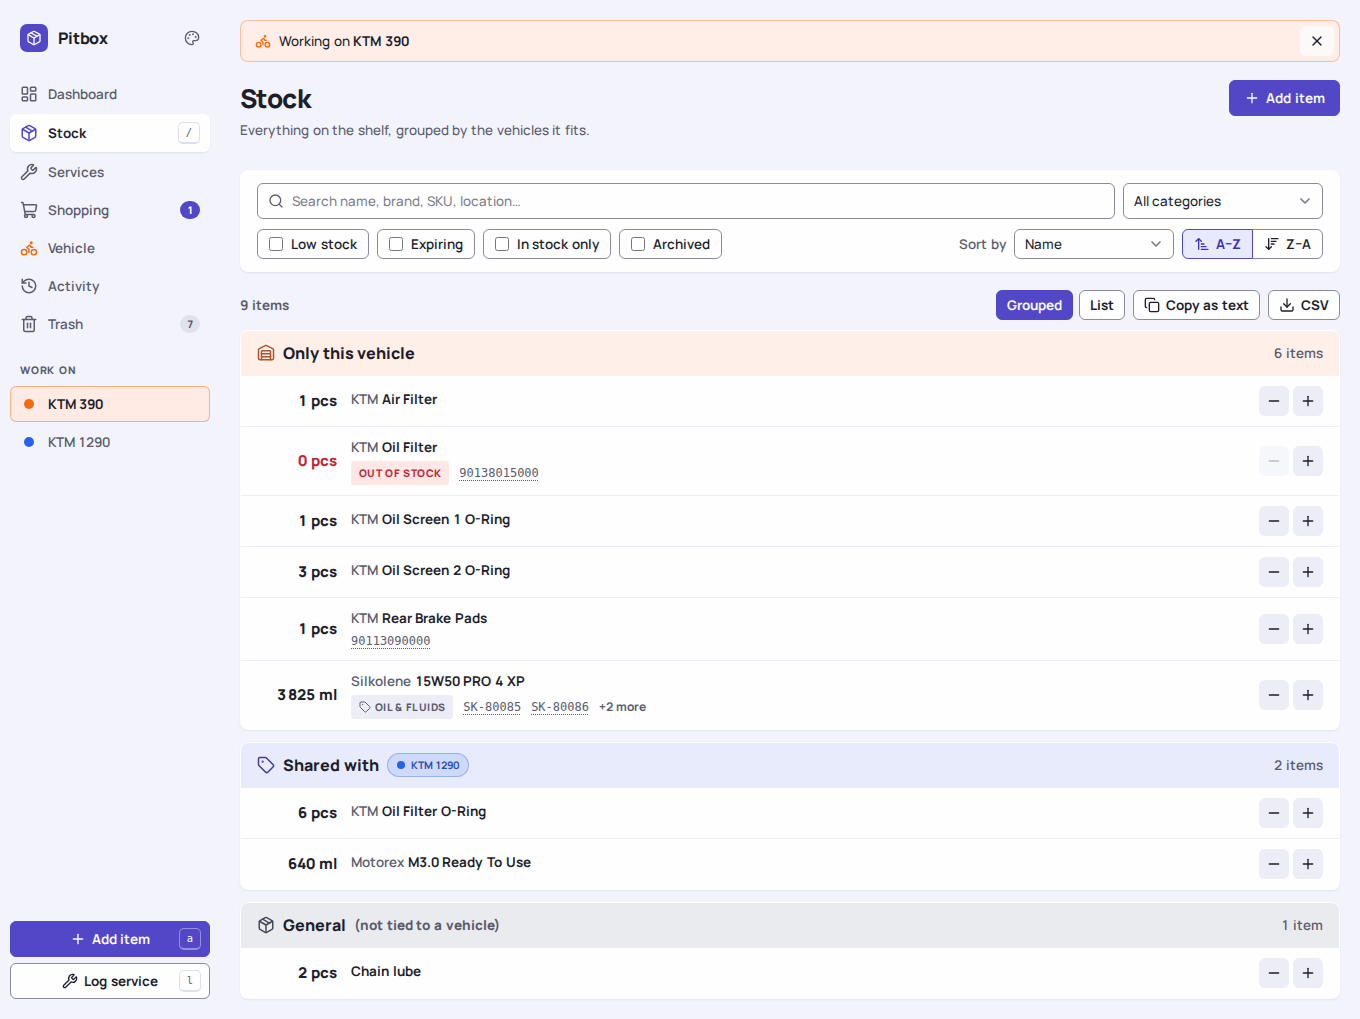 Pitbox
Dashboard
Stock /
Services
Shopping 1
Vehicle
Activity
Trash 7
WORK ON
KTM 390
KTM 1290
Add item a
Log service l
Working on KTM 390
Stock
Add item
Everything on the shelf, grouped by the vehicles it fits.
Search name, brand, SKU, location...
All categories
Low stock
Expiring
In stock only
Archived
Sort by
Name
A-Z
Z-A
9 items
Grouped
List
Copy as text
CSV
Only this vehicle
6 items
1 pcs KTM Air Filter
0 pcs KTM Oil Filter
OUT OF STOCK 90138015000
1 pcs KTM Oil Screen 1 O-Ring
3 pcs KTM Oil Screen 2 O-Ring
1 pcs KTM Rear Brake Pads
90113090000
3 825 ml Silkolene 15W50 PRO 4 XP
OIL & FLUIDS SK-80085 SK-80086 +2 more
Shared with KTM 1290
2 items
6 pcs KTM Oil Filter O-Ring
640 ml Motorex M3.0 Ready To Use
General (not tied to a vehicle)
1 item
2 pcs Chain lube